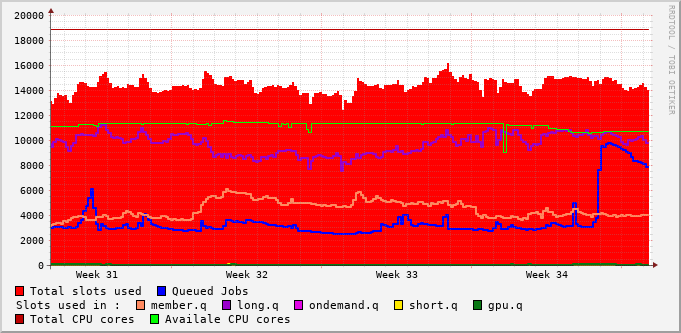 RRDTOOL / TOBI OETIKER
20000
18000
16000
14000
12000
10000
8000
6000
4000
2000
0
Week 31 Week 32 Week 33 Week 34
Total slots used Queued Jobs
Slots used in : member.q long.q ondemand.q short.q gpu.q
Total CPU cores Availale CPU cores